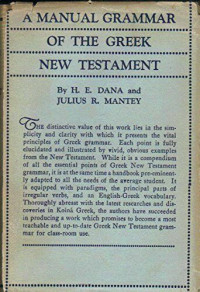 A MANUAL GRAMMAR
OF THE GREEK
NEW TESTAMENT
By H. E. DANA and
JULIUS R. MANTEY
THE distinctive value of this work lies in the sim-
plicity and clarity with which it presents the vital
principles of Greek grammar. Each point is fully
elucidated and illustrated by vivid, obvious examples
from the New Testament. While it is a compendium
of all the essential points of Greek New Testament
grammar, it is at the same time a handbook pre-eminent-
ly adapted to all the needs of the average student. It
is equipped with paradigms, the principal parts of
irregular verbs, and an English-Greek vocabulary.
Thoroughly abreast with the latest researches and dis-
coveries in Koiné Greek, the authors have succeeded
in producing a work which promises to become a most
teachable and up-to-date Greek New Testament gram-
mar for class-room use.